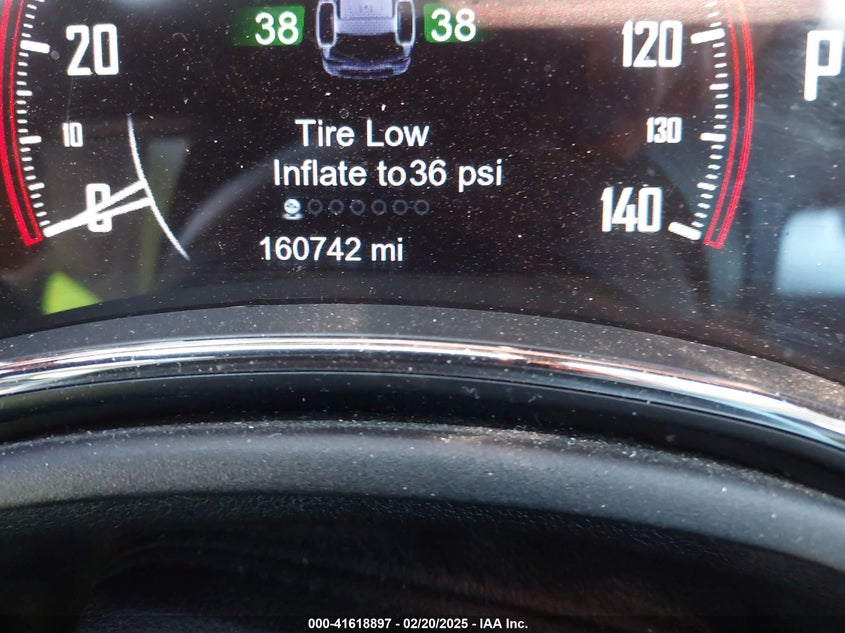 38 38
20
120
P
Tire Low
10
130
Inflate to 36 psi
0
140
160742 mi
000-41618897 - 02/20/2025 - IAA Inc.